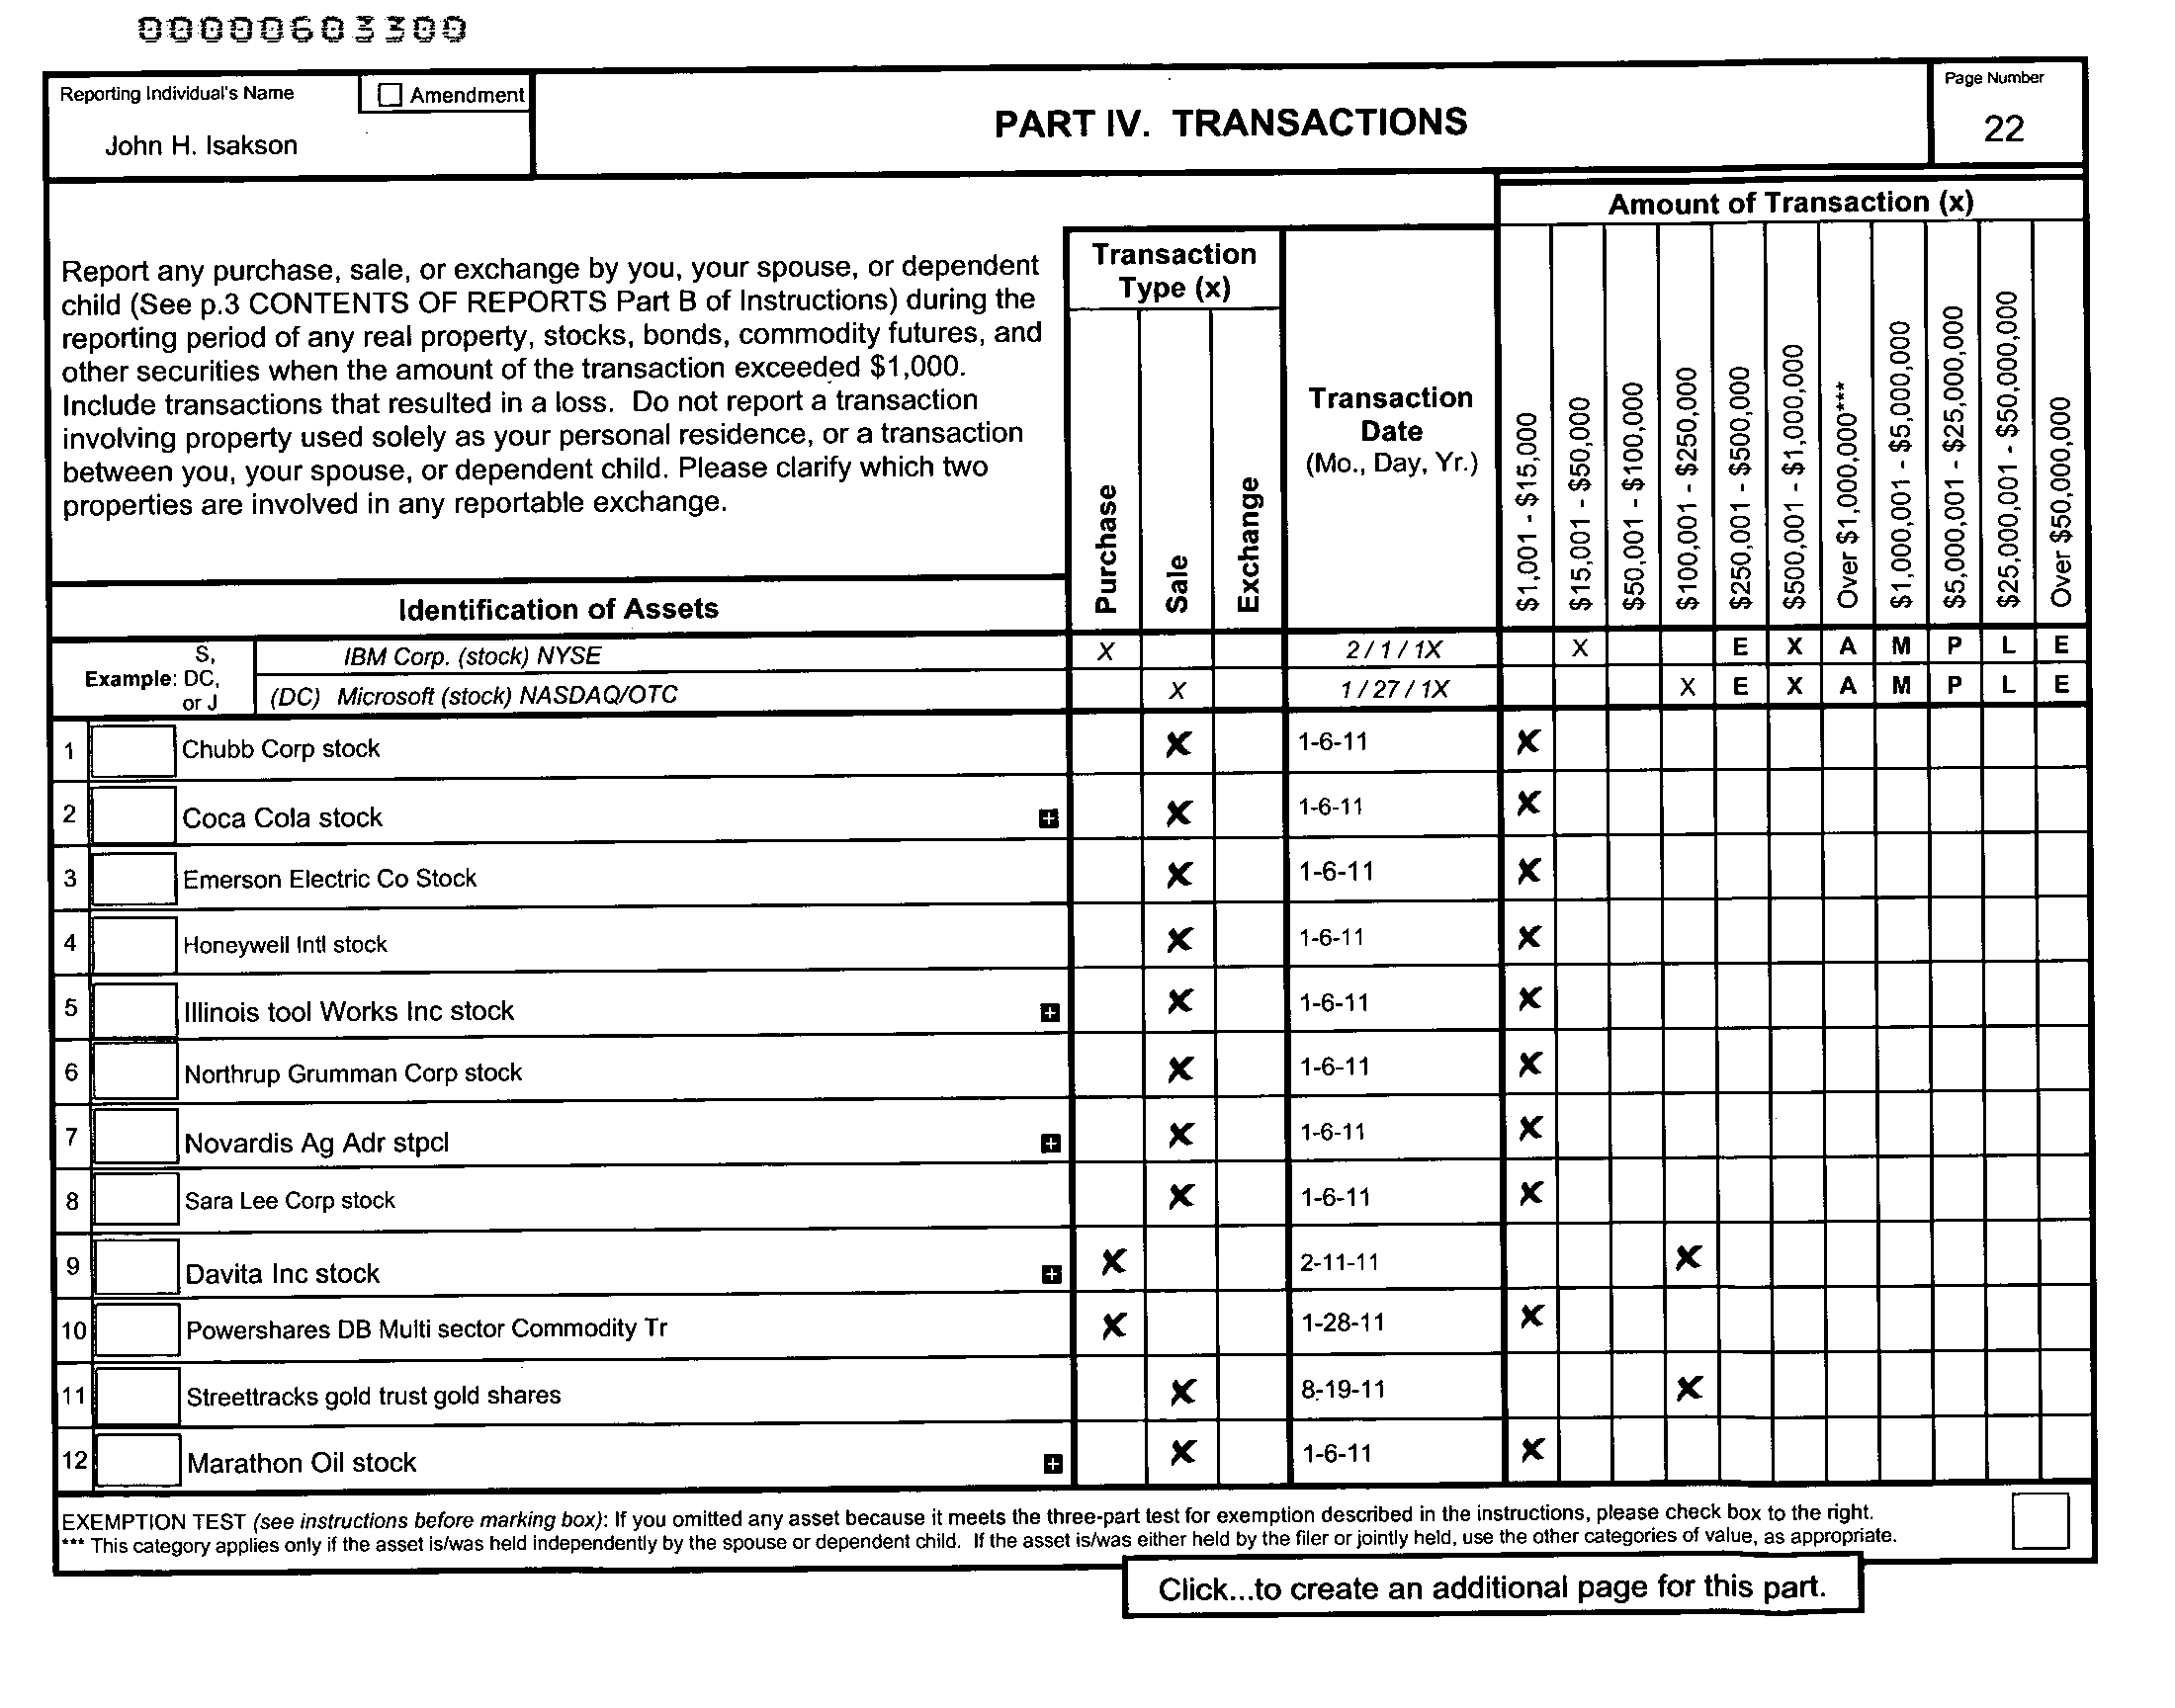 00000603300
Reporting Individual's Name
Amendment
John H. Isakson
PART IV. TRANSACTIONS
Page Number
22
Report any purchase, sale, or exchange by you, your spouse, or dependent
child (See p.3 CONTENTS OF REPORTS Part B of Instructions) during the
reporting period of any real property, stocks, bonds, commodity futures, and
other securities when the amount of the transaction exceeded $1,000.
Include transactions that resulted in a loss. Do not report a transaction
involving property used solely as your personal residence, or a transaction
between you, your spouse, or dependent child. Please clarify which two
properties are involved in any reportable exchange.
Identification of Assets
Transaction
Type (x)
Purchase
Sale
Exchange
Transaction
Date
(Mo., Day, Yr.)
Amount of Transaction (x)
$1,001 - $15,000
$15,001 - $50,000
$50,001 - $100,000
$100,001 - $250,000
$250,001 - $500,000
$500,001 - $1,000,000
Over $1,000,000***
$1,000,001 - $5,000,000
$5,000,001 - $25,000,000
$25,000,001 - $50,000,000
Over $50,000,000
Example: S, DC, or J
IBM Corp. (stock) NYSE X 2 / 1 / 1X X E X A M P L E
(DC) Microsoft (stock) NASDAQ/OTC X 1 / 27 / 1X X E X A M P L E
1 Chubb Corp stock X 1-6-11 X
2 Coca Cola stock + X 1-6-11 X
3 Emerson Electric Co Stock X 1-6-11 X
4 Honeywell Intl stock X 1-6-11 X
5 Illinois tool Works Inc stock + X 1-6-11 X
6 Northrup Grumman Corp stock X 1-6-11 X
7 Novardis Ag Adr stpcl + X 1-6-11 X
8 Sara Lee Corp stock X 1-6-11 X
9 Davita Inc stock + X 2-11-11 X
10 Powershares DB Multi sector Commodity Tr X 1-28-11 X
11 Streettracks gold trust gold shares X 8-19-11 X
12 Marathon Oil stock + X 1-6-11 X
EXEMPTION TEST (see instructions before marking box): If you omitted any asset because it meets the three-part test for exemption described in the instructions, please check box to the right.
*** This category applies only if the asset is/was held independently by the spouse or dependent child. If the asset is/was either held by the filer or jointly held, use the other categories of value, as appropriate.
Click...to create an additional page for this part.